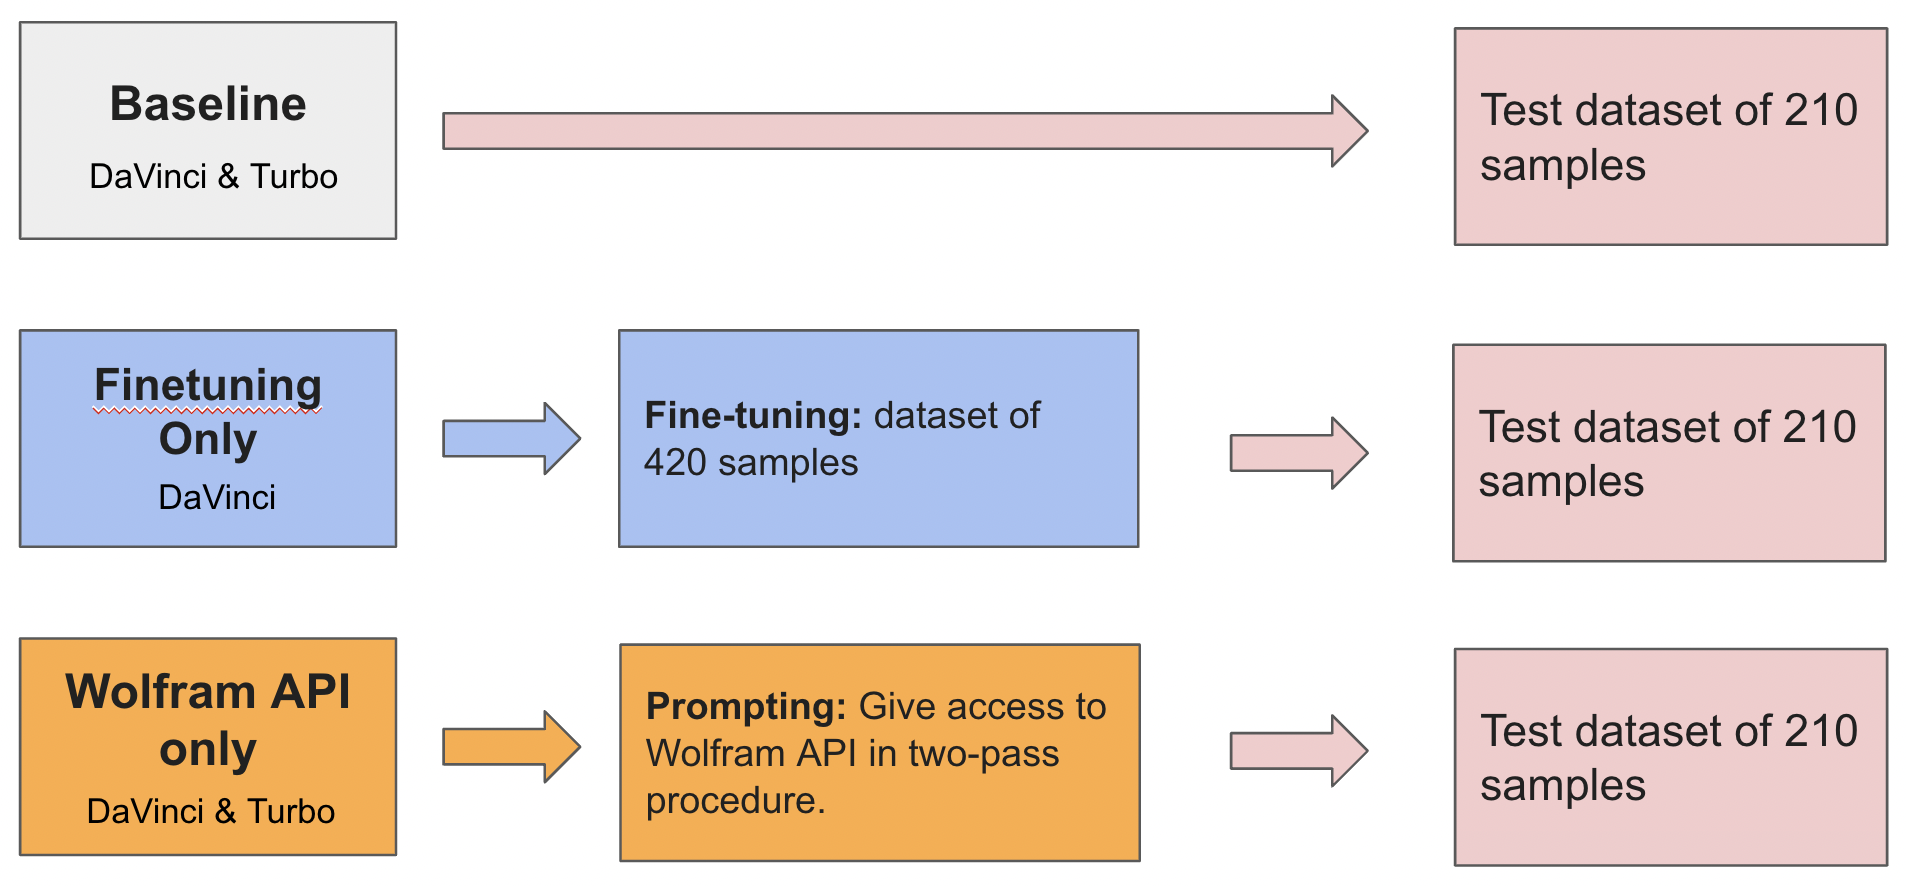 Baseline
DaVinci & Turbo
Test dataset of 210
samples
Finetuning
Only
DaVinci
Fine-tuning: dataset of
420 samples
Test dataset of 210
samples
Wolfram API
only
DaVinci & Turbo
Prompting: Give access to
Wolfram API in two-pass
procedure.
Test dataset of 210
samples